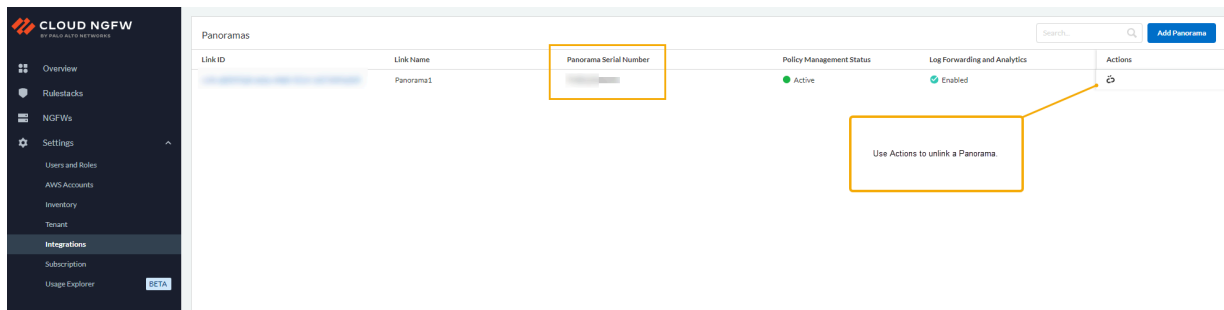 CLOUD NGFW
BY PALO ALTO NETWORKS
Overview
Rulestacks
NGFWs
Settings
Users and Roles
AWS Accounts
Inventory
Tenant
Integrations
Subscription
Usage Explorer BETA
Panoramas
Search.. Add Panorama
Link ID Link Name Panorama Serial Number Policy Management Status Log Forwarding and Analytics Actions
Panorama1 Active Enabled
Use Actions to unlink a Panorama.